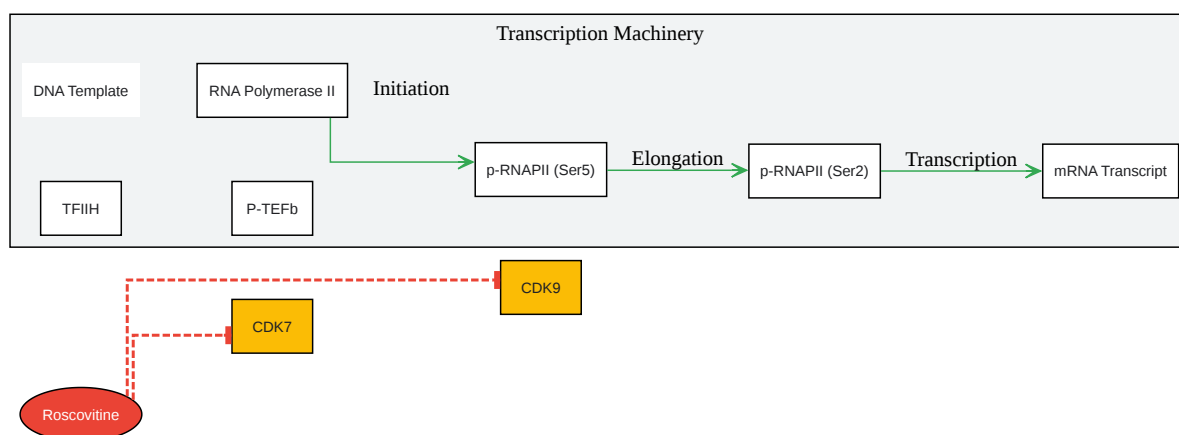 Transcription Machinery
DNA Template
RNA Polymerase II
Initiation
p-RNAPII (Ser5)
Elongation
p-RNAPII (Ser2)
Transcription
mRNA Transcript
TFIIH
P-TEFb
CDK9
CDK7
Roscovitine